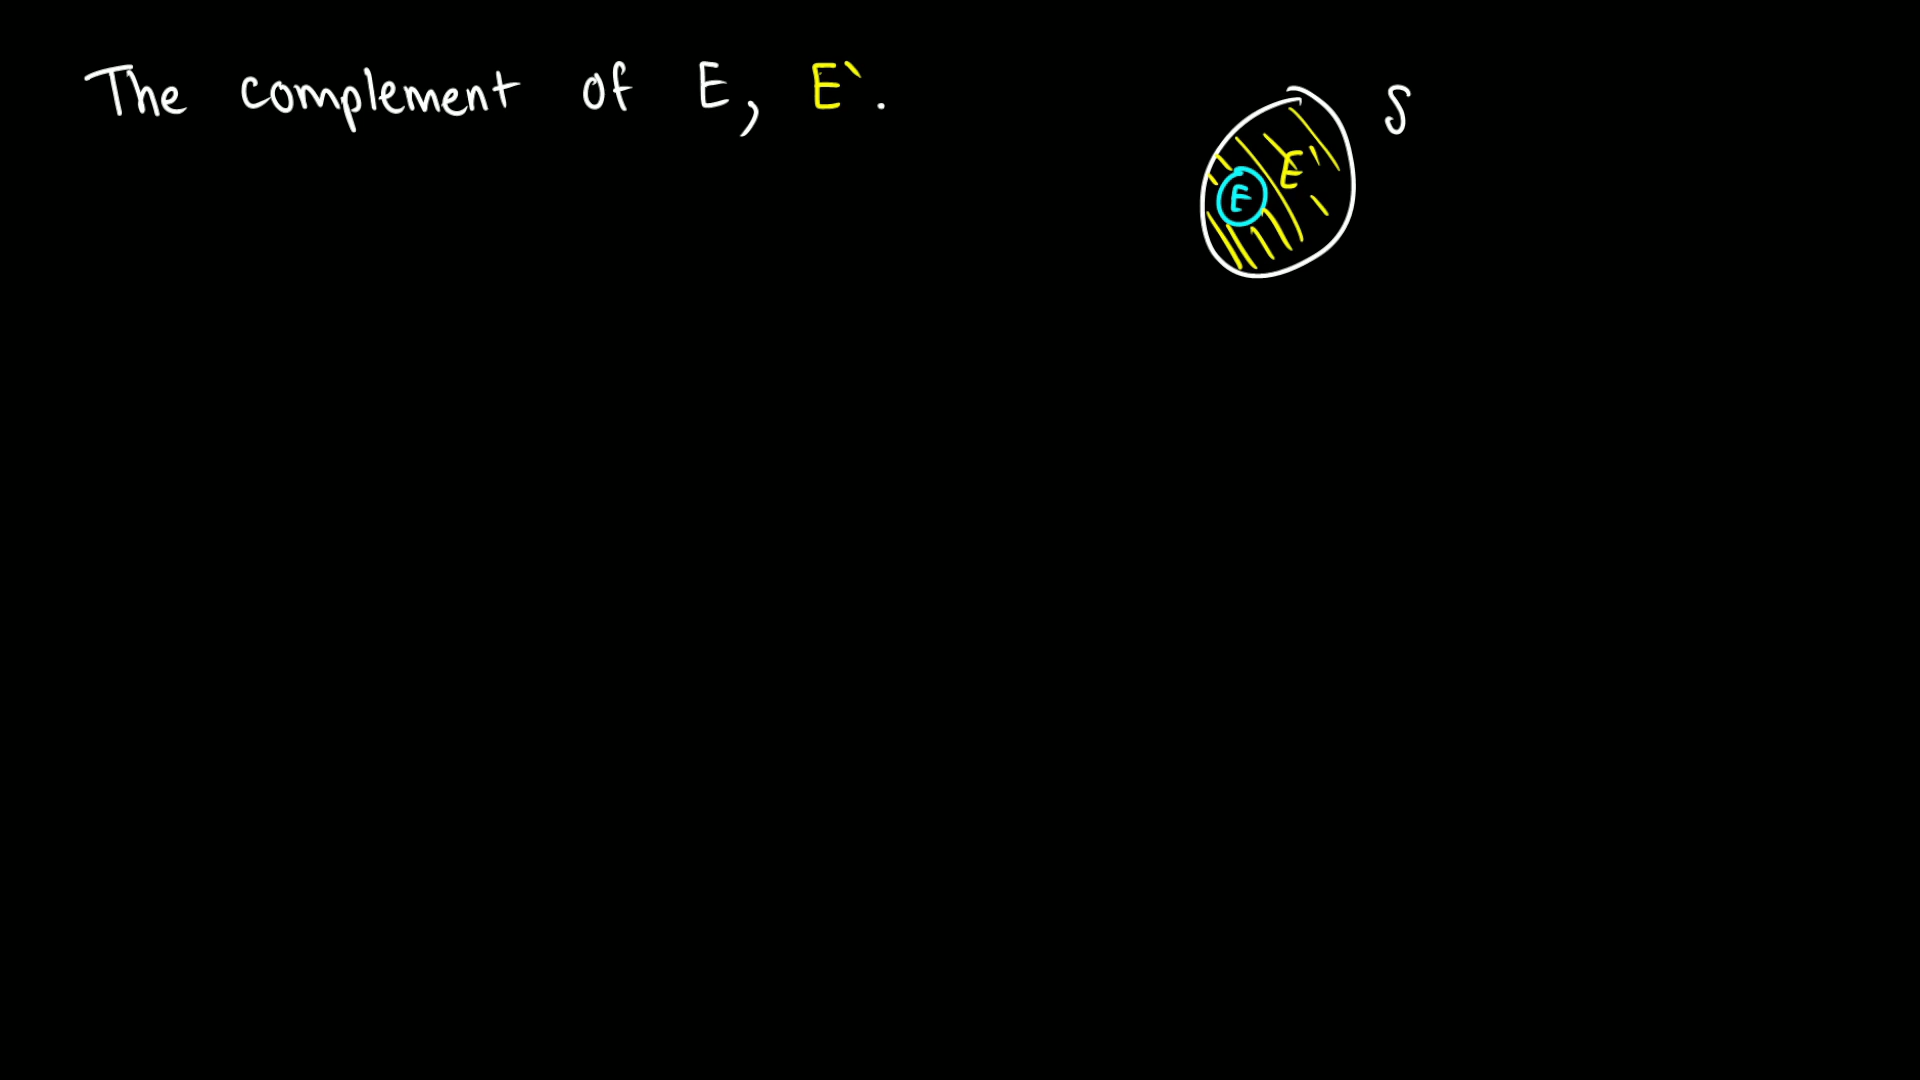 The complement of E, E`.
S
E'
E